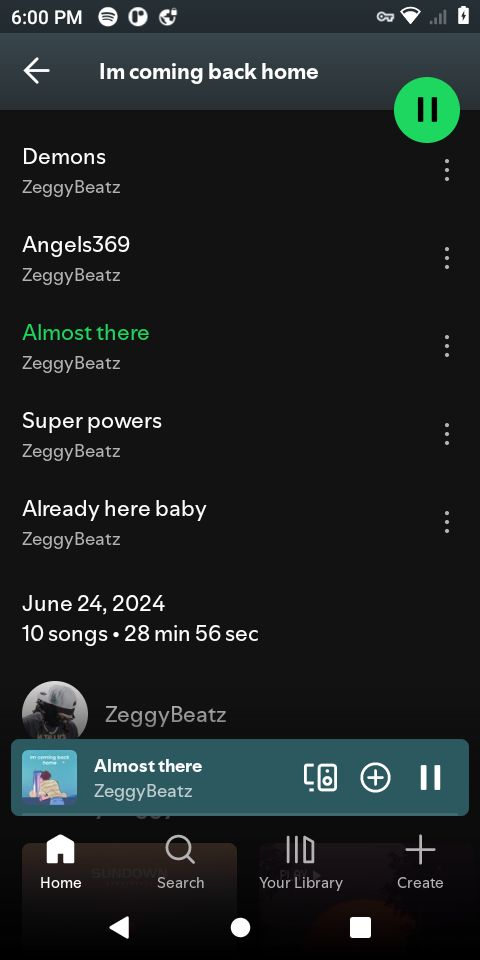 6:00 PM
Im coming back home
Demons
ZeggyBeatz
Angels369
ZeggyBeatz
Almost there
ZeggyBeatz
Super powers
ZeggyBeatz
Already here baby
ZeggyBeatz
June 24, 2024
10 songs • 28 min 56 sec
ZeggyBeatz
im coming back
home
Almost there
ZeggyBeatz
SUNDOWN
PLAY
Home
Search
Your Library
Create